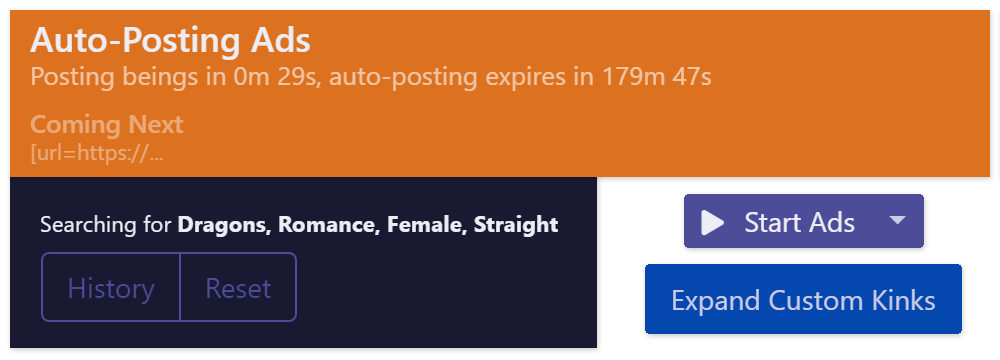 Auto-Posting Ads
Posting beings in 0m 29s, auto-posting expires in 179m 47s
Coming Next
[url=https://...
Searching for Dragons, Romance, Female, Straight
History
Reset
Start Ads
Expand Custom Kinks